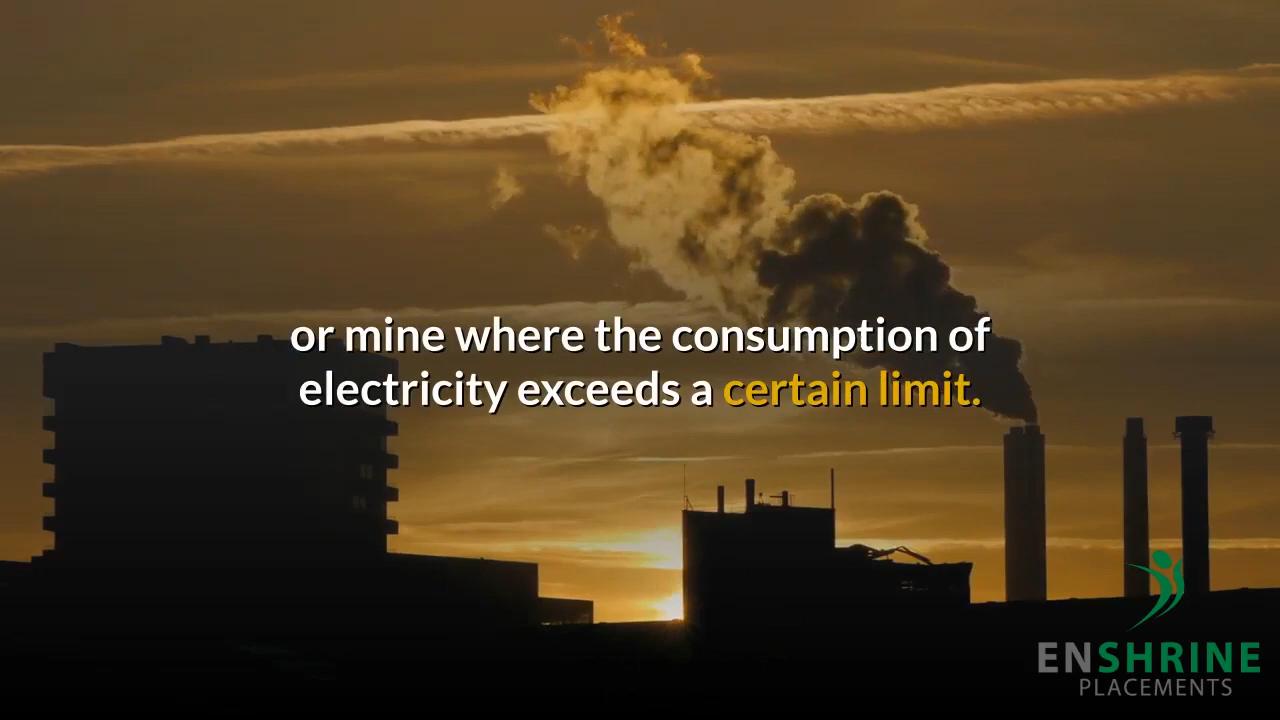 or mine where the consumption of
electricity exceeds a certain limit.
ENSHRINE
PLACEMENTS